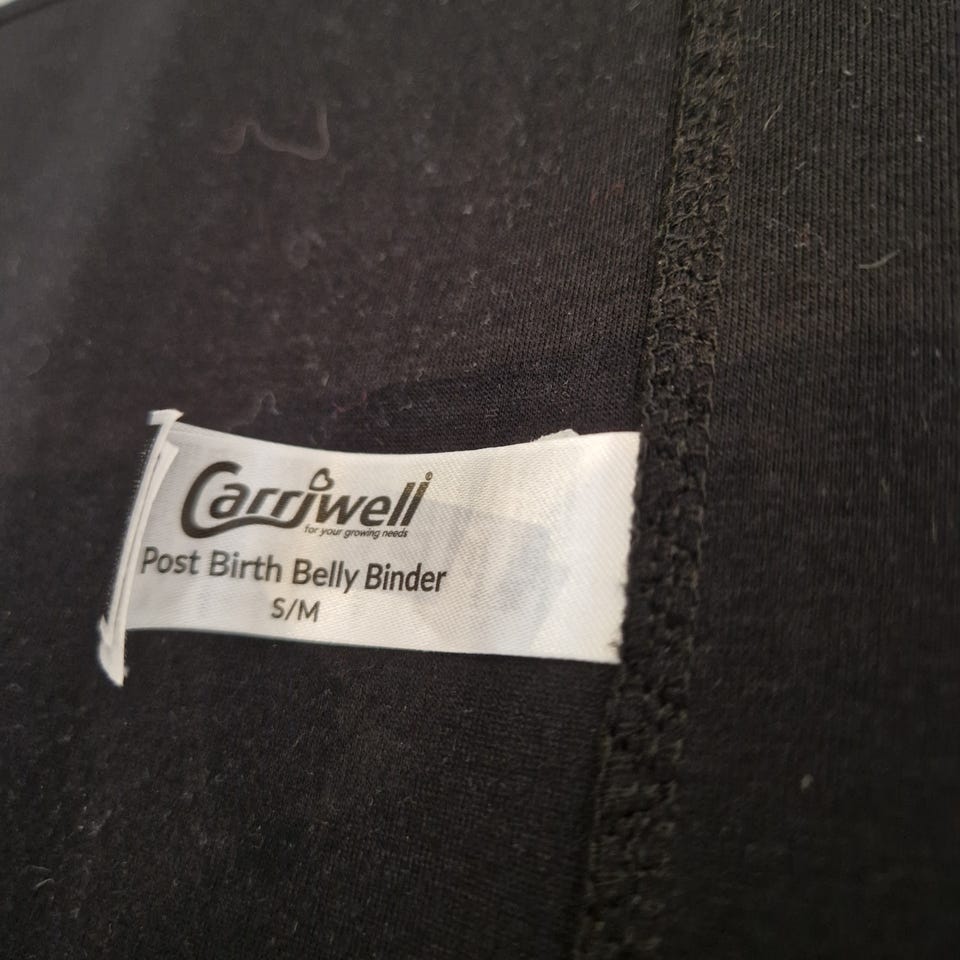 Carriwell®
for your growing needs
Post Birth Belly Binder
S/M